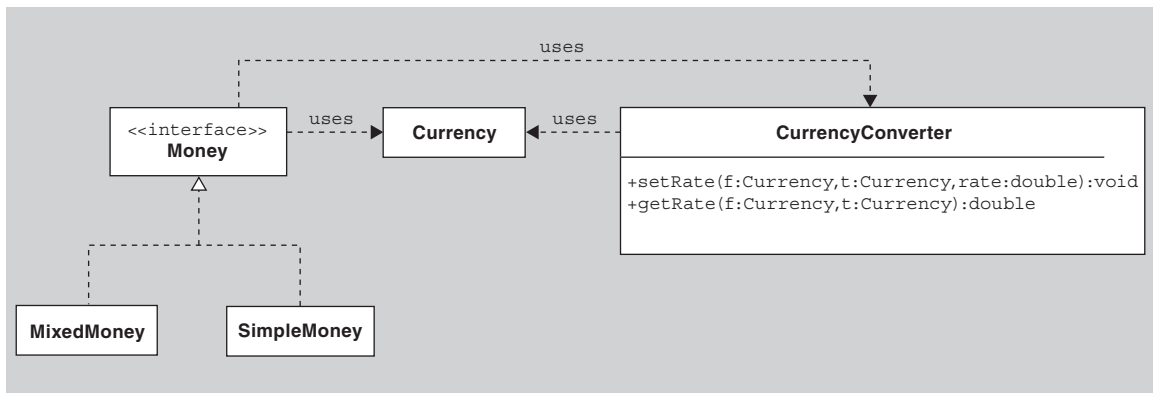 uses
<<interface>>
Money
uses
Currency
uses
CurrencyConverter
+setRate(f:Currency,t:Currency,rate:double):void
+getRate(f:Currency,t:Currency):double
MixedMoney
SimpleMoney